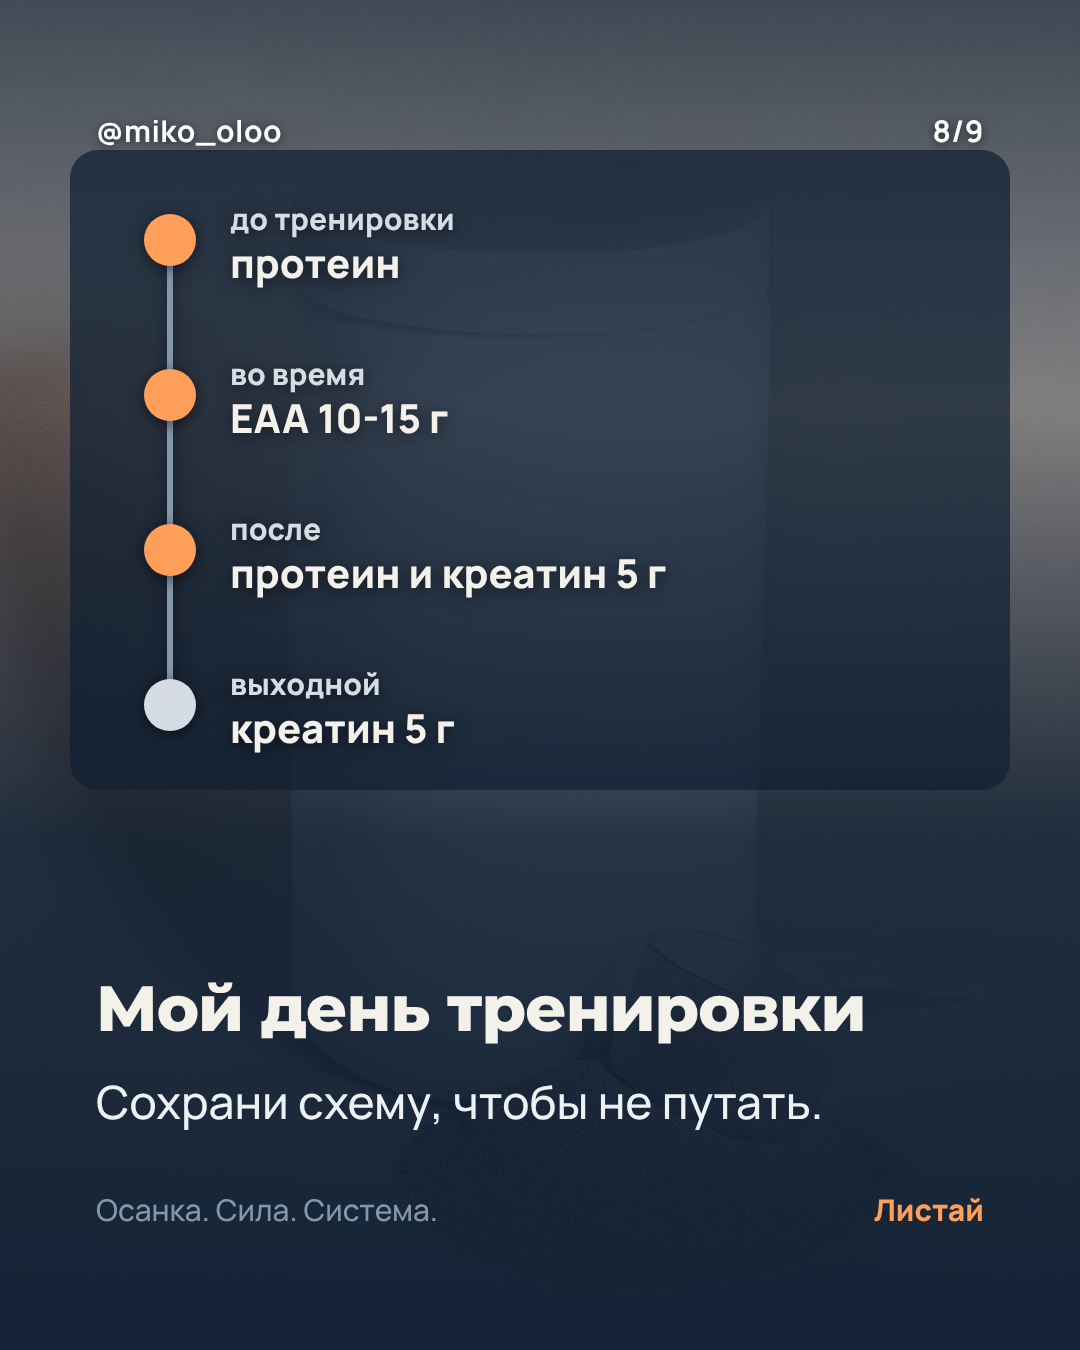 @miko_oloo
8/9
до тренировки
протеин
во время
EAA 10-15 г
после
протеин и креатин 5 г
выходной
креатин 5 г
Мой день тренировки
Сохрани схему, чтобы не путать.
Осанка. Сила. Система.
Листай